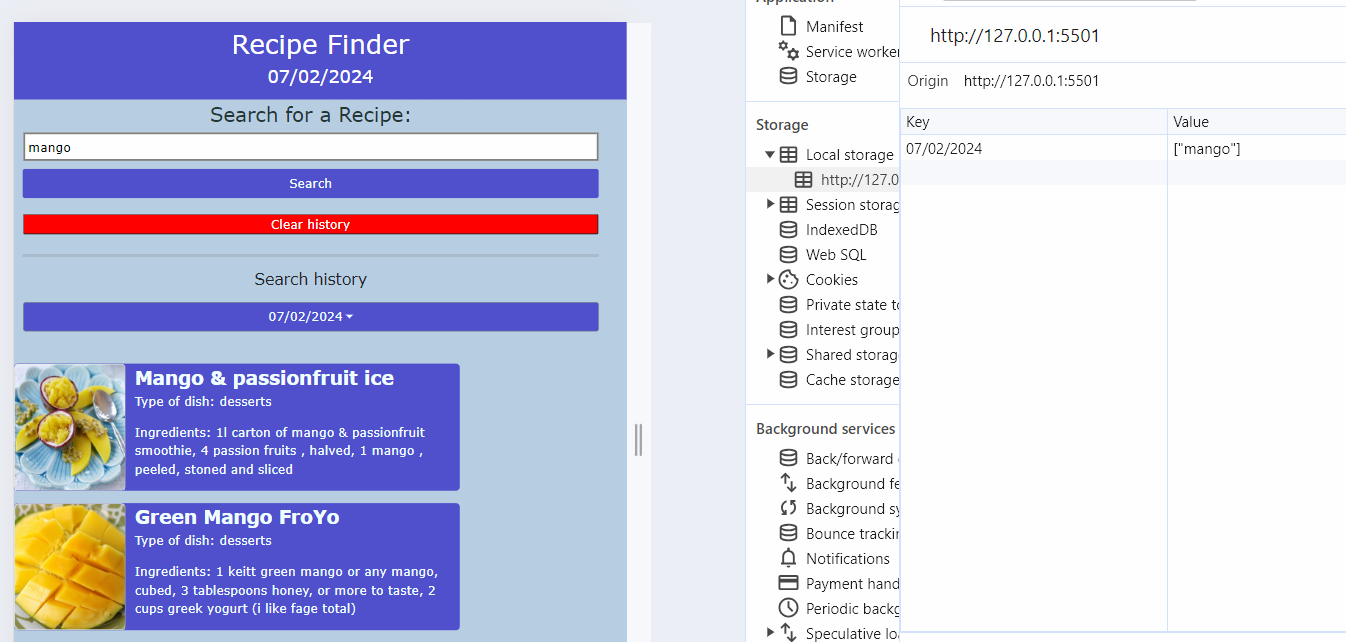 Recipe Finder
07/02/2024
Search for a Recipe:
mango
Search
Clear history
Search history
07/02/2024
Mango & passionfruit ice
Type of dish: desserts
Ingredients: 1l carton of mango & passionfruit
smoothie, 4 passion fruits , halved, 1 mango ,
peeled, stoned and sliced
Green Mango FroYo
Type of dish: desserts
Ingredients: 1 keitt green mango or any mango,
cubed, 3 tablespoons honey, or more to taste, 2
cups greek yogurt (i like fage total)
Application
Manifest
Service worker
Storage
Storage
Local storage
http://127.0
Session storag
IndexedDB
Web SQL
Cookies
Private state to
Interest group
Shared storag
Cache storage
Background services
Back/forward
Background fe
Background sy
Bounce trackin
Notifications
Payment hand
Periodic backg
Speculative loa
http://127.0.0.1:5501
Origin http://127.0.0.1:5501
Key Value
07/02/2024 ["mango"]